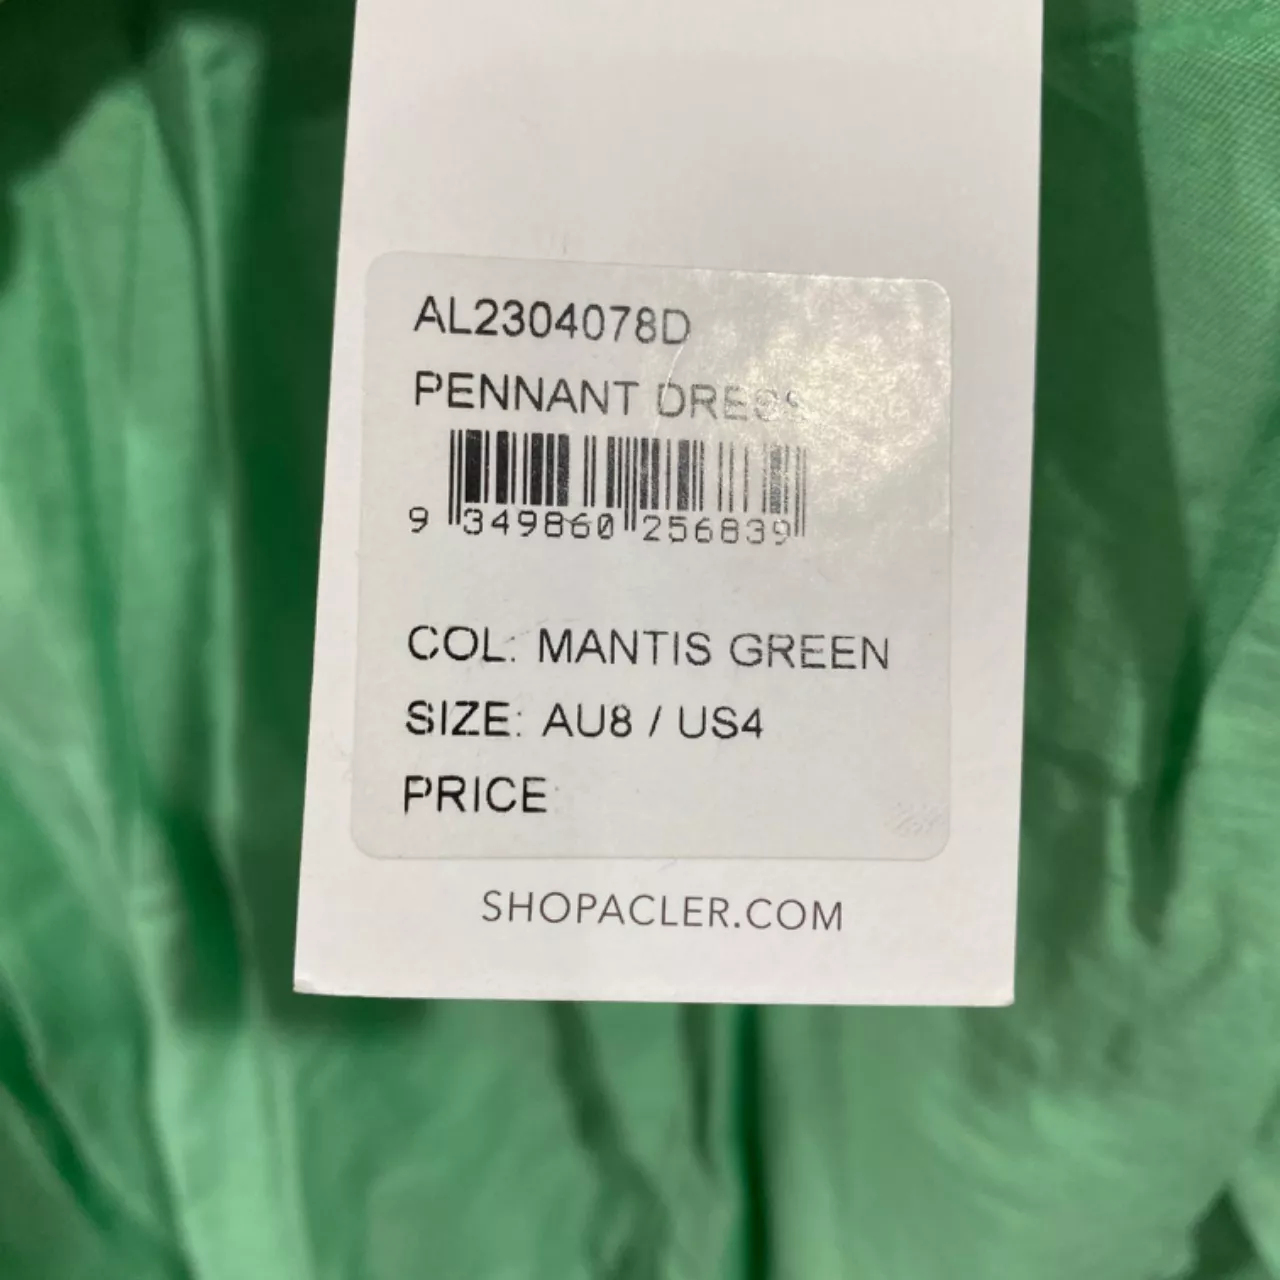 AL2304078D
PENNANT DRESS
9 349860 256839
COL: MANTIS GREEN
SIZE: AU8 / US4
PRICE
SHOPACLER.COM